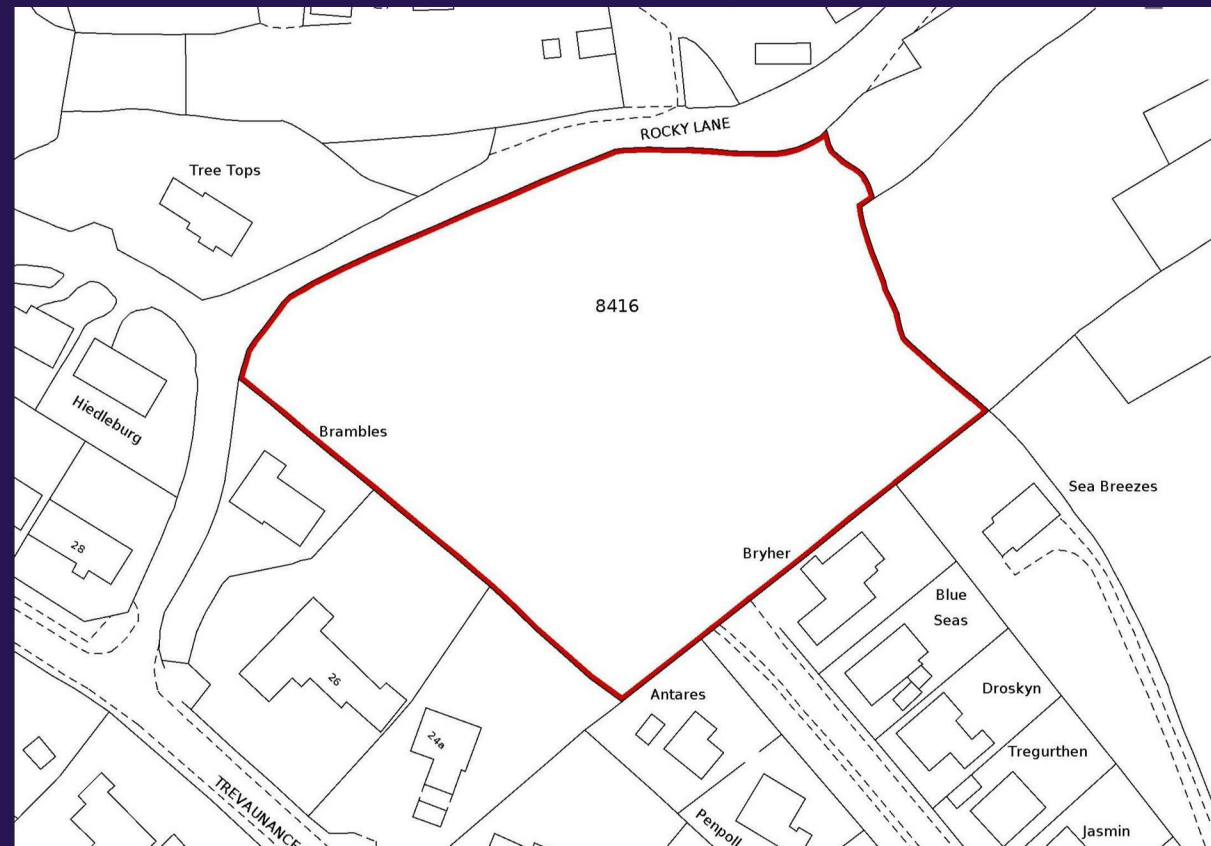 ROCKY LANE
Tree Tops
8416
Hiedleburg
Brambles
Sea Breezes
28
Bryher
Blue
Seas
26
Antares
Droskyn
24a
Tregurthen
TREVAUNANCE
Penpoll
Jasmin